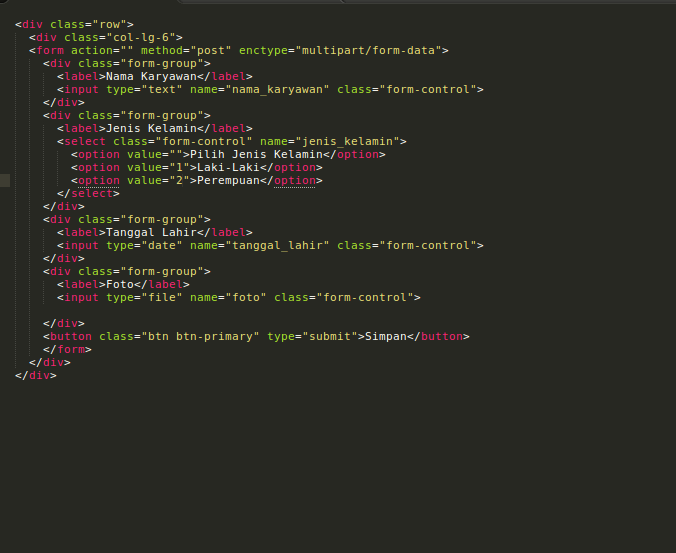 <div class="row">
<div class="col-lg-6">
<form action="" method="post" enctype="multipart/form-data">
<div class="form-group">
<label>Nama Karyawan</label>
<input type="text" name="nama_karyawan" class="form-control">
</div>
<div class="form-group">
<label>Jenis Kelamin</label>
<select class="form-control" name="jenis_kelamin">
<option value="">Pilih Jenis Kelamin</option>
<option value="1">Laki-Laki</option>
<option value="2">Perempuan</option>
</select>
</div>
<div class="form-group">
<label>Tanggal Lahir</label>
<input type="date" name="tanggal_lahir" class="form-control">
</div>
<div class="form-group">
<label>Foto</label>
<input type="file" name="foto" class="form-control">
</div>
<button class="btn btn-primary" type="submit">Simpan</button>
</form>
</div>
</div>